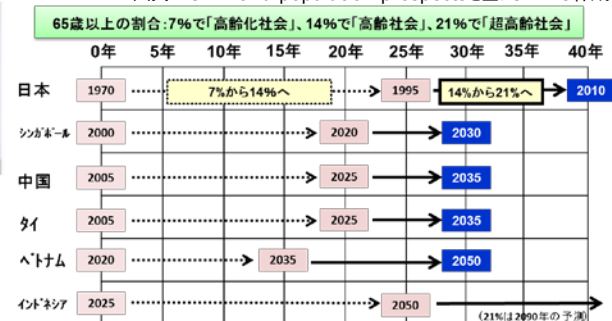 65歳以上の割合:7%で「高齢化社会」、14%で「高齢社会」、21%で「超高齢社会」
0年 5年 10年 15年 20年 25年 30年 35年 40年
日本 1970 7%から14%へ 1995 14%から21%へ 2010
シンガポール 2000 2020 2030
中国 2005 2025 2035
タイ 2005 2025 2035
ベトナム 2020 2035 2050
インドネシア 2025 2050
(21%は2090年の予測)